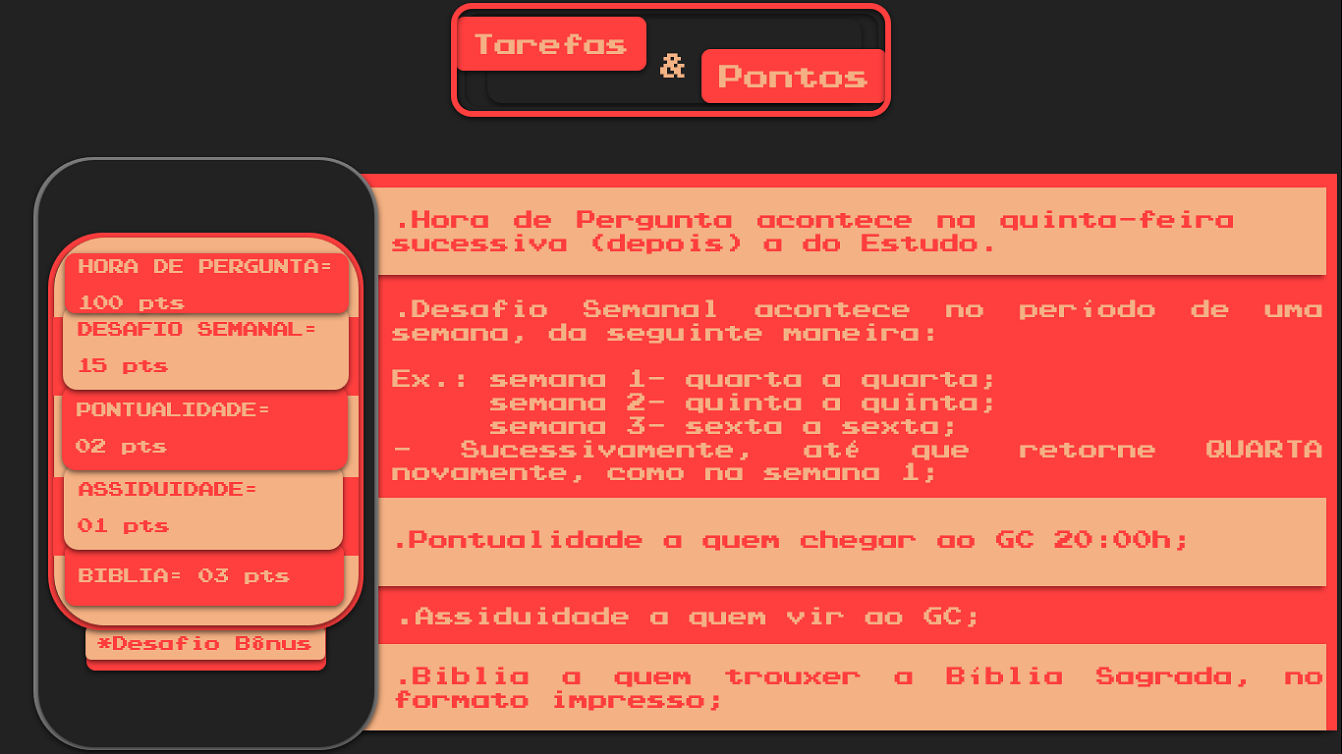 Tarefas
&
Pontos
HORA DE PERGUNTA=
100 pts
DESAFIO SEMANAL=
15 pts
PONTUALIDADE=
02 pts
ASSIDUIDADE=
01 pts
BIBLIA= 03 pts
*Desafio Bônus
.Hora de Pergunta acontece na quinta-feira
sucessiva (depois) a do Estudo.
.Desafio Semanal acontece no período de uma
semana, da seguinte maneira:
Ex.: semana 1- quarta a quarta;
semana 2- quinta a quinta;
semana 3- sexta a sexta;
- Sucessivamente, até que retorne QUARTA
novamente, como na semana 1;
.Pontualidade a quem chegar ao GC 20:00h;
.Assiduidade a quem vir ao GC;
.Biblia a quem trouxer a Bíblia Sagrada, no
formato impresso;